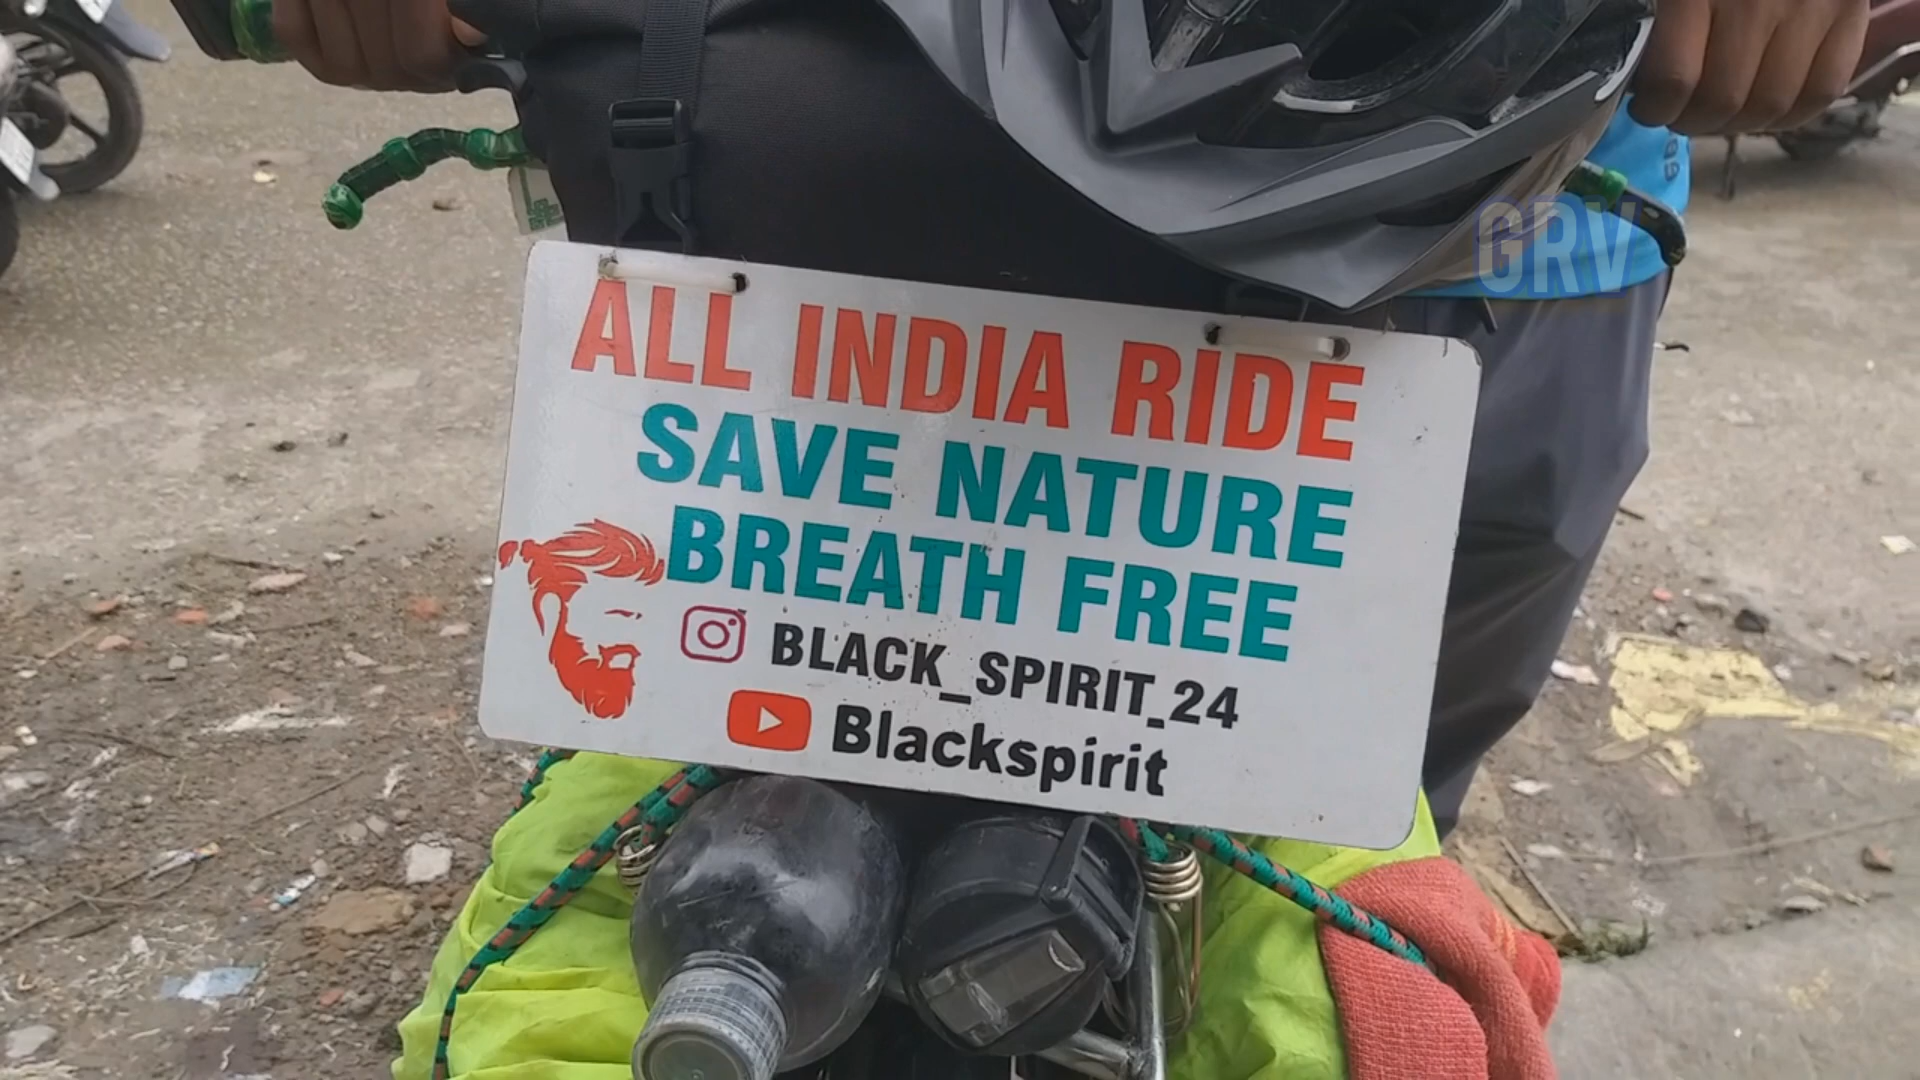 GRV
ALL INDIA RIDE
SAVE NATURE
BREATH FREE
BLACK_SPIRIT_24
Blackspirit